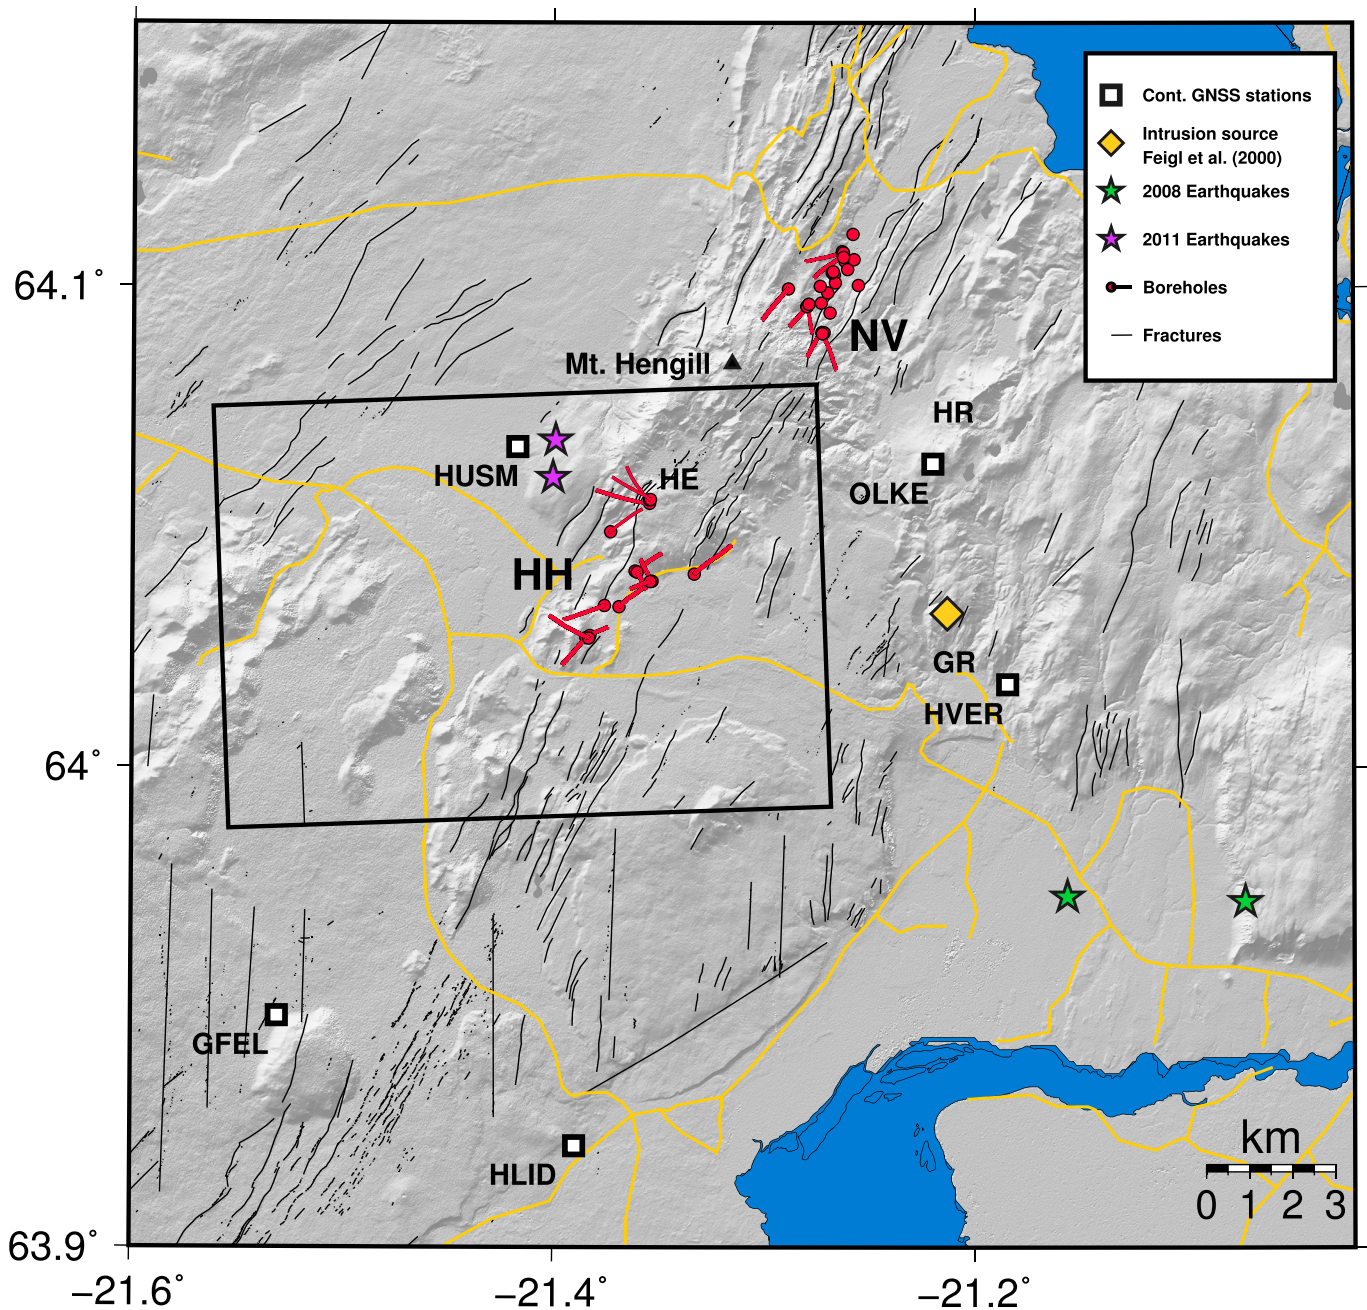 Cont. GNSS stations
Intrusion source
Feigl et al. (2000)
2008 Earthquakes
2011 Earthquakes
Boreholes
Fractures
64.1°
NV
Mt. Hengill
HR
HUSM
HE
OLKE
HH
GR
HVER
64°
GFEL
HLID
km
0 1 2 3
63.9°
−21.6°
−21.4°
−21.2°